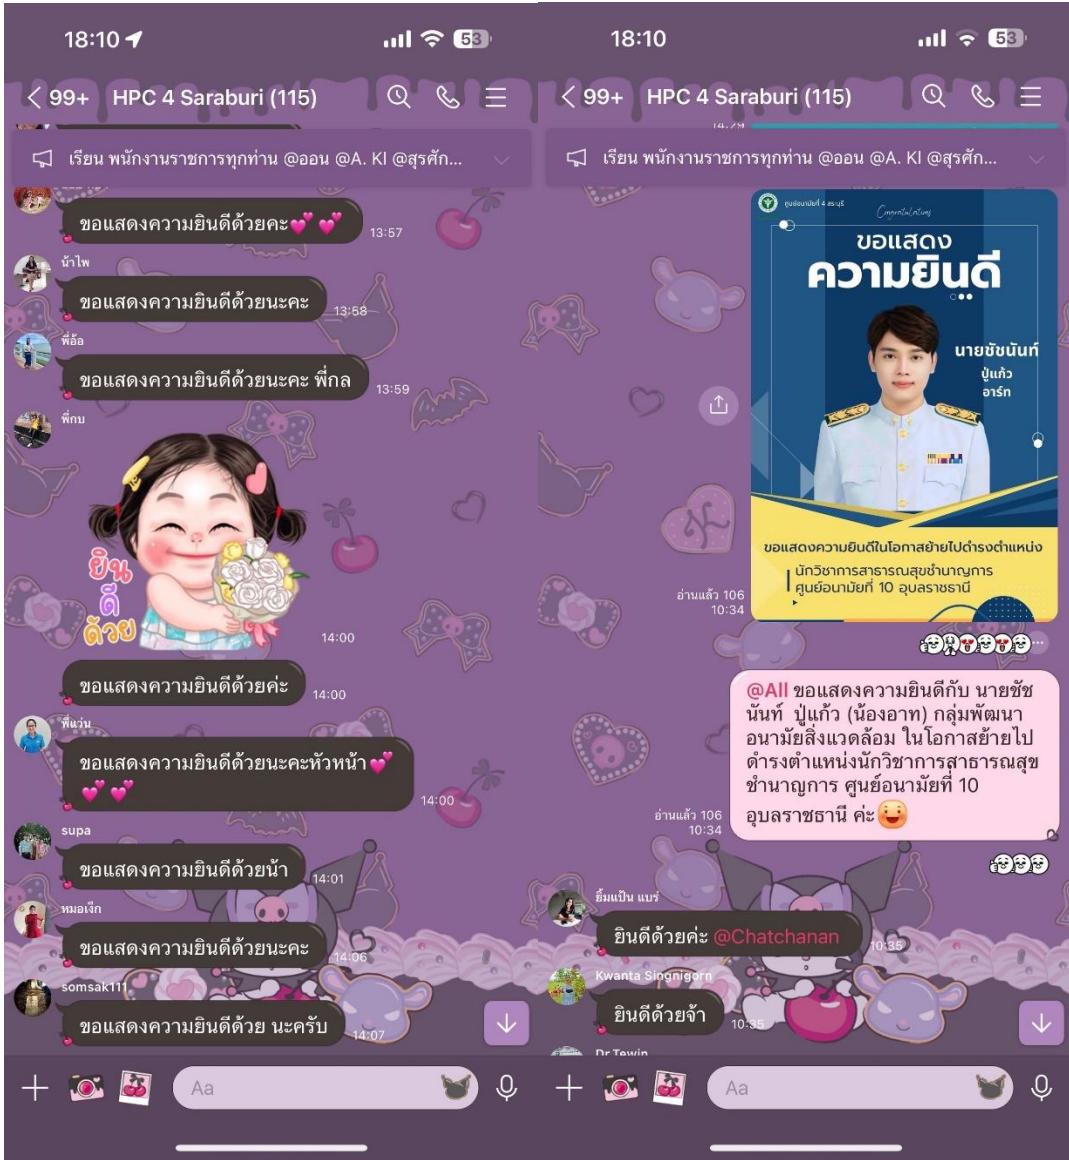 18:10
53
99+ HPC 4 Saraburi (115)
เรียน พนักงานราชการทุกท่าน @ออน @A. KI @สุรศัก...
ขอแสดงความยินดีด้วยคะ💕 💕
13:57
น้าไพ
ขอแสดงความยินดีด้วยนะคะ
13:58
พี่อ้อ
ขอแสดงความยินดีด้วยนะคะ พี่กล
13:59
พี่กบ
ยิน
ดี
ด้วย
14:00
ขอแสดงความยินดีด้วยค่ะ
14:00
พี่แว่น
ขอแสดงความยินดีด้วยนะคะหัวหน้า💕
💕 💕
14:00
supa
ขอแสดงความยินดีด้วยน้า
14:01
หมอเงิก
ขอแสดงความยินดีด้วยนะคะ
14:06
somsak111
ขอแสดงความยินดีด้วย นะครับ
14:07
Aa
18:10
53
99+ HPC 4 Saraburi (115)
14:29
เรียน พนักงานราชการทุกท่าน @ออน @A. KI @สุรศัก...
ศูนย์อนามัยที่ 4 สระบุรี
Congratulations
ขอแสดง
ความยินดี
นายชัชนันท์
ปู่แก้ว
อาร์ท
ขอแสดงความยินดีในโอกาสย้ายไปดำรงตำแหน่ง
นักวิชาการสาธารณสุขชำนาญการ
ศูนย์อนามัยที่ 10 อุบลราชธานี
อ่านแล้ว 106
10:34
@All ขอแสดงความยินดีกับ นายชัช
นันท์ ปู่แก้ว (น้องอาท) กลุ่มพัฒนา
อนามัยสิ่งแวดล้อม ในโอกาสย้ายไป
ดำรงตำแหน่งนักวิชาการสาธารณสุข
ชำนาญการ ศูนย์อนามัยที่ 10
อุบลราชธานี ค่ะ
อ่านแล้ว 106
10:34
ยิ้มแป้น แบร่
ยินดีด้วยค่ะ @Chatchanan
10:35
Kwanta Singnigorn
ยินดีด้วยจ้า
10:35
Dr.Tewin
Aa